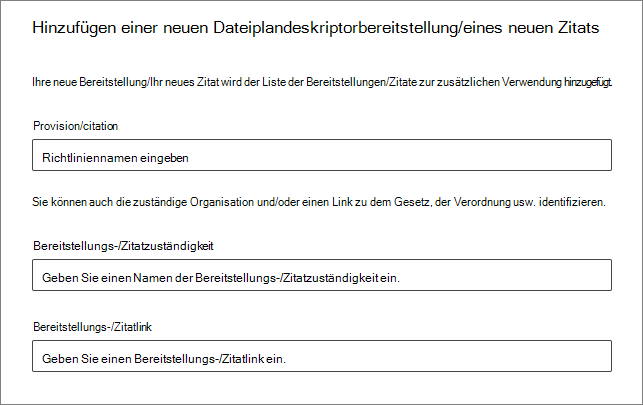 Hinzufügen einer neuen Dateiplandeskriptorbereitstellung/eines neuen Zitats
Ihre neue Bereitstellung/Ihr neues Zitat wird der Liste der Bereitstellungen/Zitate zur zusätzlichen Verwendung hinzugefügt.
Provision/citation
Richtliniennamen eingeben
Sie können auch die zuständige Organisation und/oder einen Link zu dem Gesetz, der Verordnung usw. identifizieren.
Bereitstellungs-/Zitatzuständigkeit
Geben Sie einen Namen der Bereitstellungs-/Zitatzuständigkeit ein.
Bereitstellungs-/Zitatlink
Geben Sie einen Bereitstellungs-/Zitatlink ein.